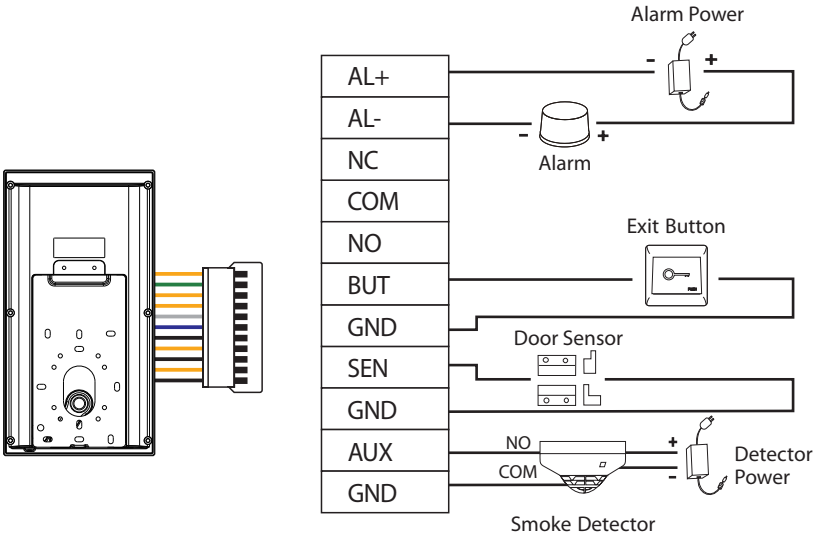 Alarm Power
- +
AL+
AL-
- +
Alarm
NC
COM
NO
Exit Button
PUSH
BUT
GND
Door Sensor
SEN
GND
AUX
NO
COM
+
-
Detector
Power
GND
Smoke Detector